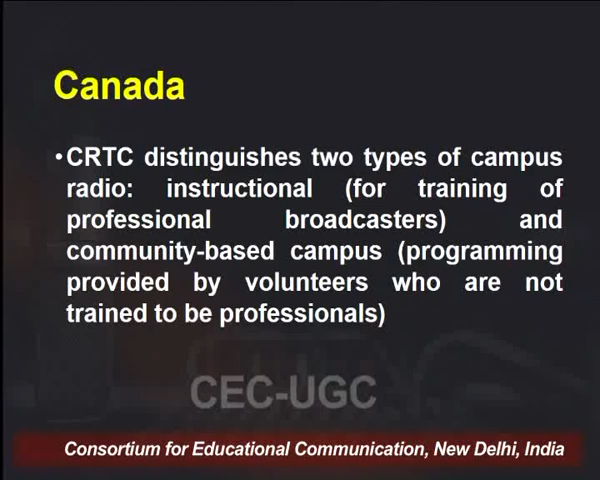 Canada
•CRTC distinguishes two types of campus
radio: instructional (for training of
professional broadcasters) and
community-based campus (programming
provided by volunteers who are not
trained to be professionals)
CEC-UGC
Consortium for Educational Communication, New Delhi, India